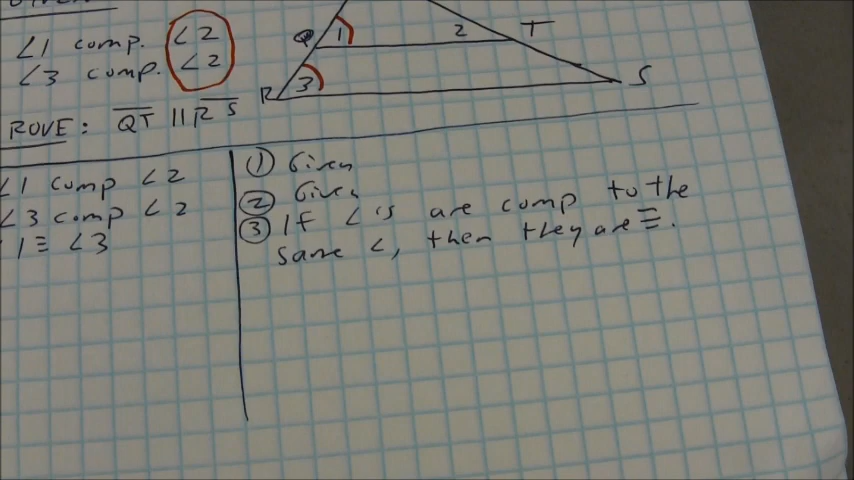 ∠1 comp. ∠2
∠3 comp. ∠2
ROVE: QT || RS
Q 1 2 T
R 3 S
∠1 comp ∠2
∠3 comp ∠2
1 ≡ ∠3
① Given
② Given
③ If ∠'s are comp to the
same ∠, then they are ≡.